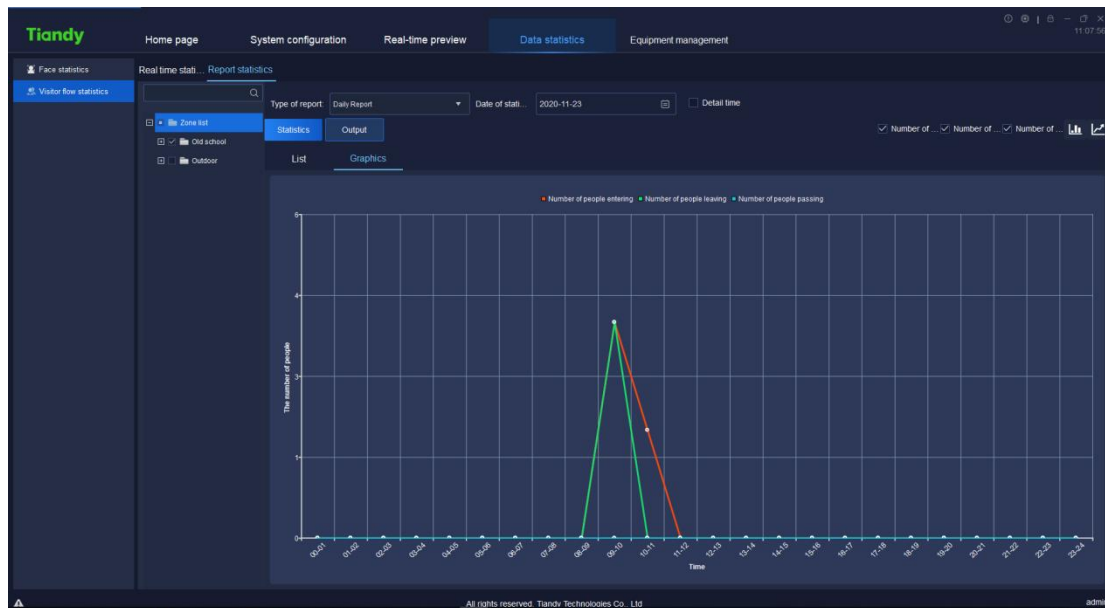 Tiandy
Home page
System configuration
Real-time preview
Data statistics
Equipment management
11:07:56
Face statistics
Visitor flow statistics
Real time stati...
Report statistics
Zone list
Old school
Outdoor
Type of report:
Daily Report
Date of stati...
2020-11-23
Detail time
Statistics
Output
Number of ...
Number of ...
Number of ...
List
Graphics
Number of people entering
Number of people leaving
Number of people passing
The number of people
6
4
3
1
0
00-01
01-02
02-03
03-04
04-05
05-06
06-07
07-08
08-09
09-10
10-11
11-12
12-13
13-14
14-15
15-16
16-17
17-18
18-19
19-20
20-21
21-22
22-23
23-24
Time
All rights reserved. Tiandy Technologies Co., Ltd
admin